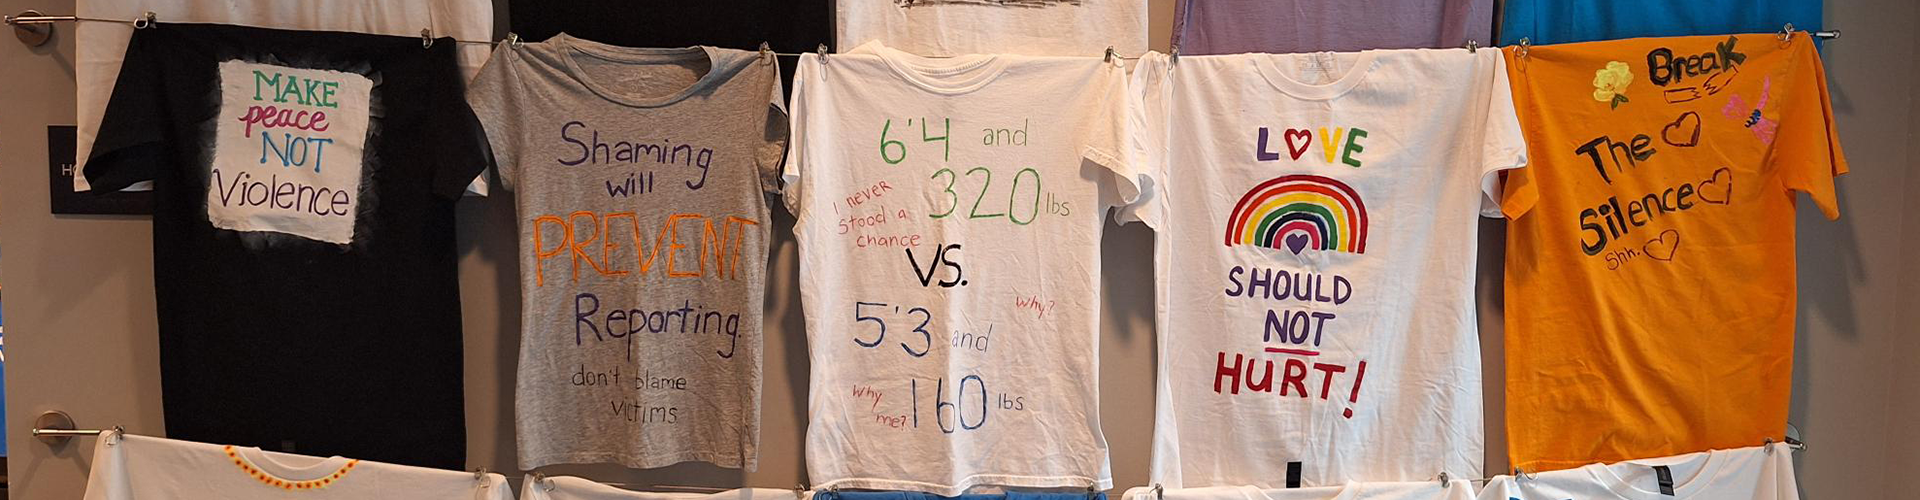 MAKE
peace
NOT
Violence
Shaming
will
PREVENT
Reporting.
don't blame
victims
6'4 and
320 lbs
I never
stood a
chance
VS.
why?
5'3 and
why
me?
160 lbs
LOVE
SHOULD
NOT
HURT!
Break
The
Silence
Shh.
HO